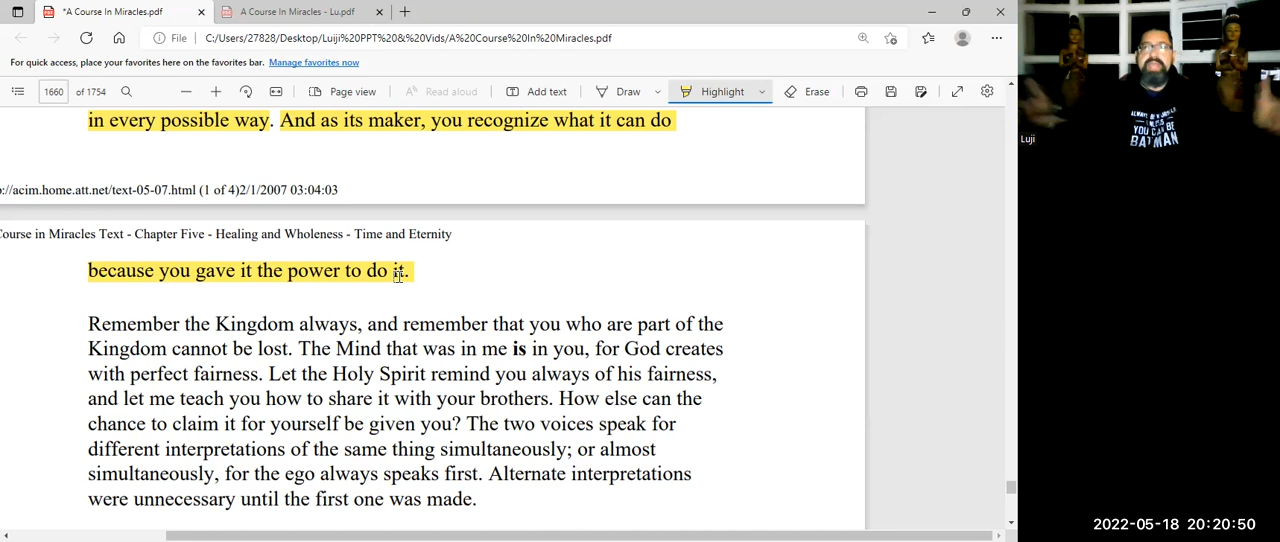 *A Course In Miracles.pdf
A Course In Miracles - Lu.pdf
File
C:/Users/27828/Desktop/Luiji%20PPT%20&%20Vids/A%20Course%20In%20Miracles.pdf
For quick access, place your favorites here on the favorites bar. Manage favorites now
1660 of 1754
Page view
Read aloud
Add text
Draw
Highlight
Erase
in every possible way. And as its maker, you recognize what it can do
p://acim.home.att.net/text-05-07.html (1 of 4)2/1/2007 03:04:03
Course in Miracles Text - Chapter Five - Healing and Wholeness - Time and Eternity
because you gave it the power to do it.
Remember the Kingdom always, and remember that you who are part of the
Kingdom cannot be lost. The Mind that was in me is in you, for God creates
with perfect fairness. Let the Holy Spirit remind you always of his fairness,
and let me teach you how to share it with your brothers. How else can the
chance to claim it for yourself be given you? The two voices speak for
different interpretations of the same thing simultaneously; or almost
simultaneously, for the ego always speaks first. Alternate interpretations
were unnecessary until the first one was made.
YOU CAN BE
BATMAN
Luji
2022-05-18 20:20:50